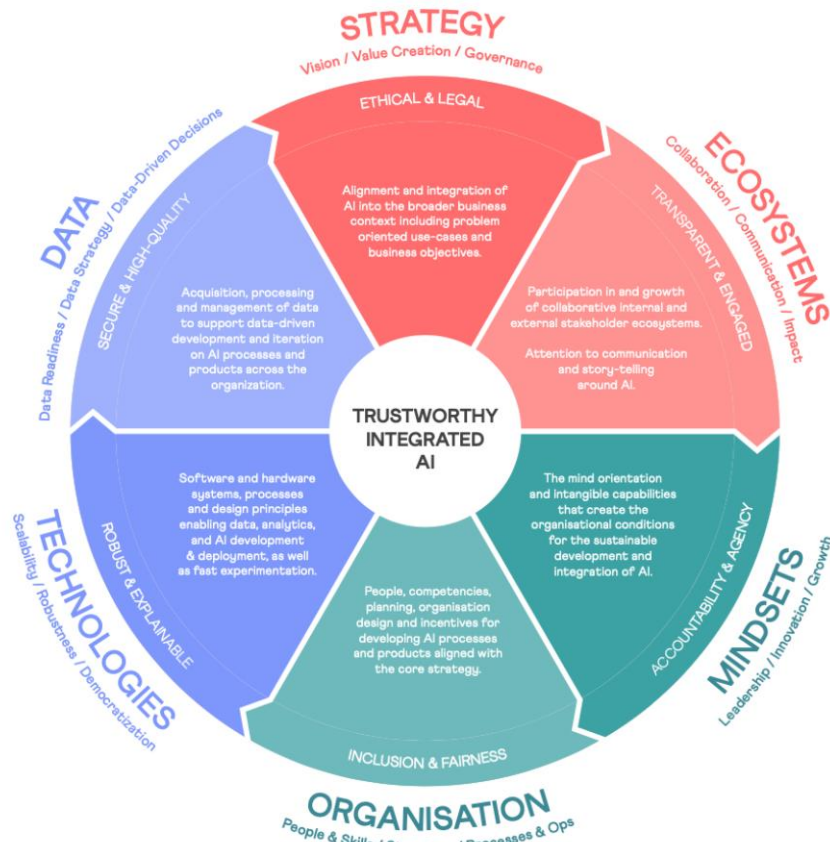 STRATEGY
Vision / Value Creation / Governance
ETHICAL & LEGAL
Alignment and integration of
AI into the broader business
context including problem
oriented use-cases and
business objectives.
ECOSYSTEMS
Collaboration / Communication / Impact
TRANSPARENT & ENGAGED
Participation in and growth
of collaborative internal and
external stakeholder ecosystems.
Attention to communication
and story-telling
around AI.
MINDSETS
Leadership / Innovation / Growth
ACCOUNTABILITY & AGENCY
The mind orientation
and intangible capabilities
that create the
organisational conditions
for the sustainable
development and
integration of AI.
ORGANISATION
People & Skills / Processes & Ops
INCLUSION & FAIRNESS
People, competencies,
planning, organisation
design and incentives for
developing AI processes
and products aligned with
the core strategy.
TECHNOLOGIES
Scalability / Robustness / Democratization
ROBUST & EXPLAINABLE
Software and hardware
systems, processes
and design principles
enabling data, analytics,
and AI development
& deployment, as well
as fast experimentation.
DATA
Data Readiness / Data Strategy / Data-Driven Decisions
SECURE & HIGH-QUALITY
Acquisition, processing
and management of data
to support data-driven
development and iteration
on AI processes and
products across the
organization.
TRUSTWORTHY
INTEGRATED
AI